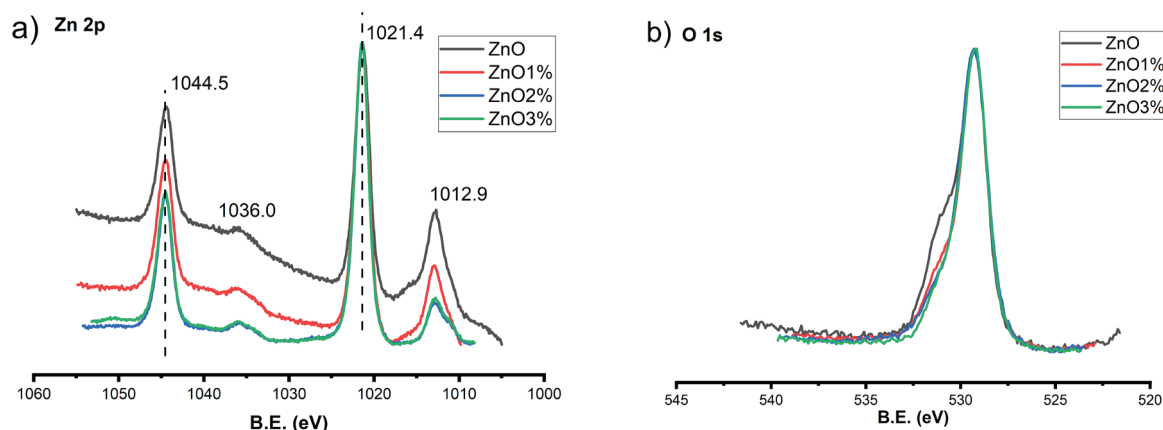 a) Zn 2p
1044.5
1036.0
1021.4
1012.9
ZnO
ZnO1%
ZnO2%
ZnO3%
1060 1050 1040 1030 1020 1010 1000
B.E. (eV)
b) O 1s
ZnO
ZnO1%
ZnO2%
ZnO3%
545 540 535 530 525 520
B.E. (eV)